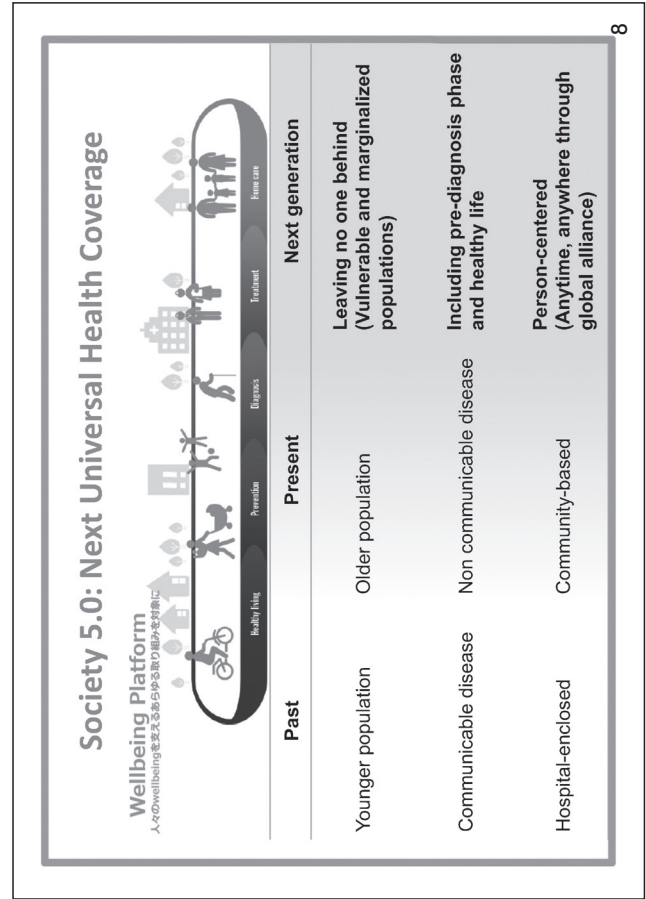 Society 5.0: Next Universal Health Coverage
Wellbeing Platform
人々のwellbeingを支えるあらゆる取り組みを対象に
Healthy living Prevention Diagnosis Treatment Home care
Past Present Next generation
Younger population Older population Leaving no one behind
(Vulnerable and marginalized
populations)
Communicable disease Non communicable disease Including pre-diagnosis phase
and healthy life
Hospital-enclosed Community-based Person-centered
(Anytime, anywhere through
global alliance)
8